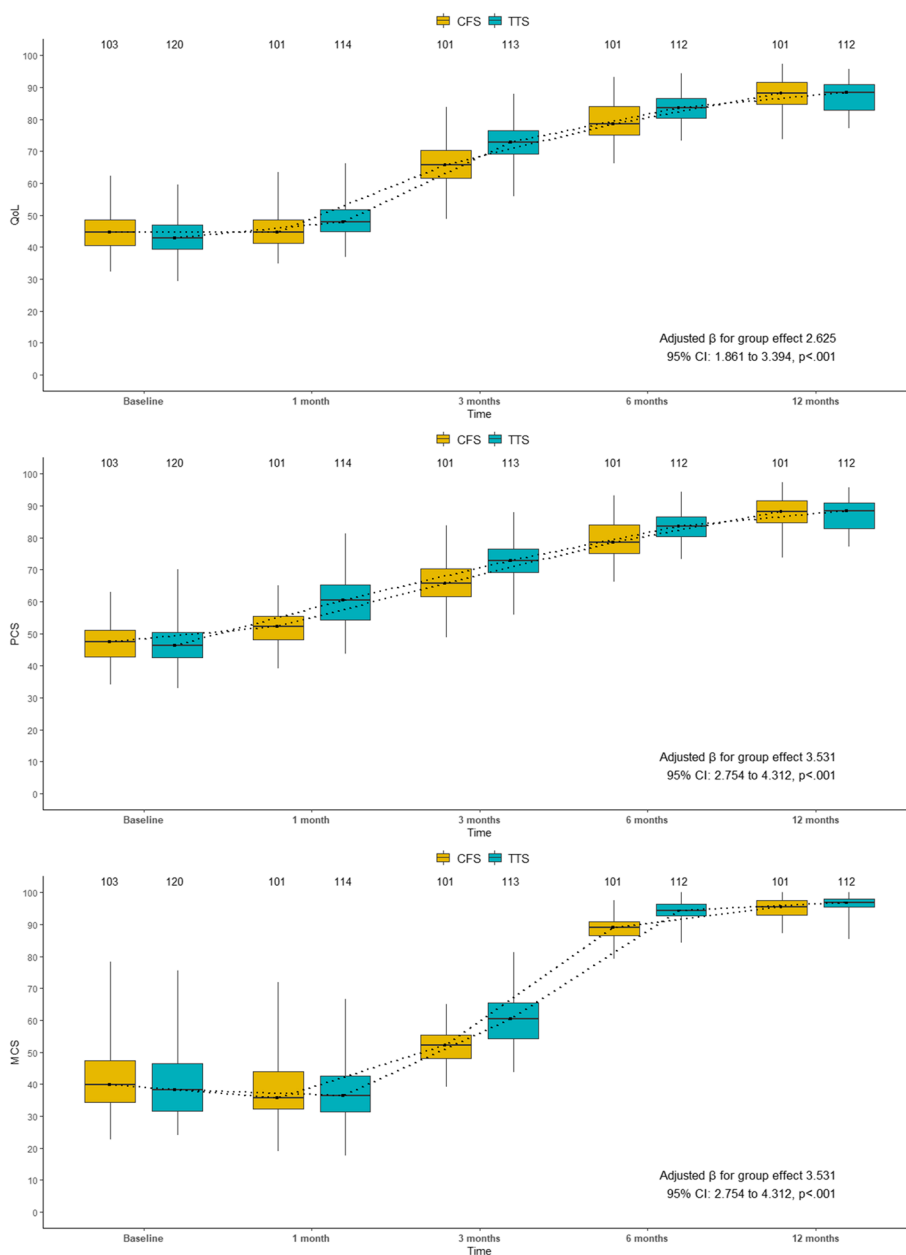 CFS TTS
103 120 101 114 101 113 101 112 101 112
100
90
80
70
60
50
40
30
20
10
0
QoL
Adjusted β for group effect 2.625
95% CI: 1.861 to 3.394, p<.001
Baseline 1 month 3 months 6 months 12 months
Time
CFS TTS
103 120 101 114 101 113 101 112 101 112
100
90
80
70
60
50
40
30
20
10
0
PCS
Adjusted β for group effect 3.531
95% CI: 2.754 to 4.312, p<.001
Baseline 1 month 3 months 6 months 12 months
Time
CFS TTS
103 120 101 114 101 113 101 112 101 112
100
90
80
70
60
50
40
30
20
10
0
MCS
Adjusted β for group effect 3.531
95% CI: 2.754 to 4.312, p<.001
Baseline 1 month 3 months 6 months 12 months
Time